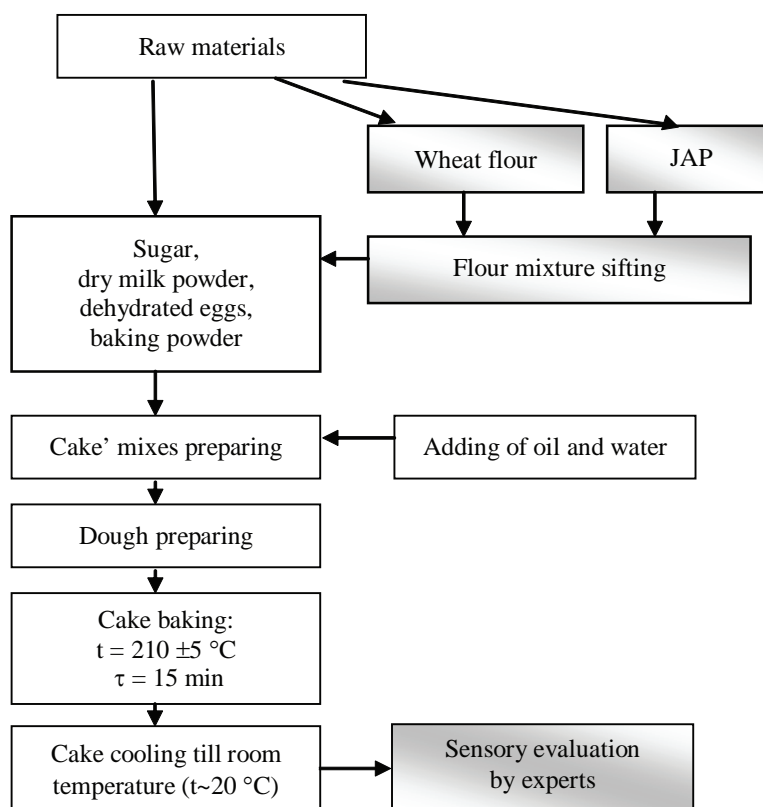 Raw materials
Wheat flour
JAP
Sugar,
dry milk powder,
dehydrated eggs,
baking powder
Flour mixture sifting
Cake’ mixes preparing
Adding of oil and water
Dough preparing
Cake baking:
t = 210 ±5 °C
τ = 15 min
Cake cooling till room
temperature (t~20 °C)
Sensory evaluation
by experts